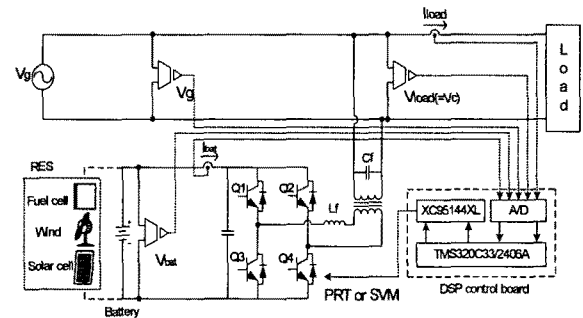 Iload
Vg
Vg
Vload(=Vc)
Load
RES
Fuel cell
Wind
Solar cell
Ibat
Vbat
Battery
Q1
Q2
Q3
Q4
Lf
Cf
PRT or SVM
XC95144XL
A/D
TMS320C33/2406A
DSP control board